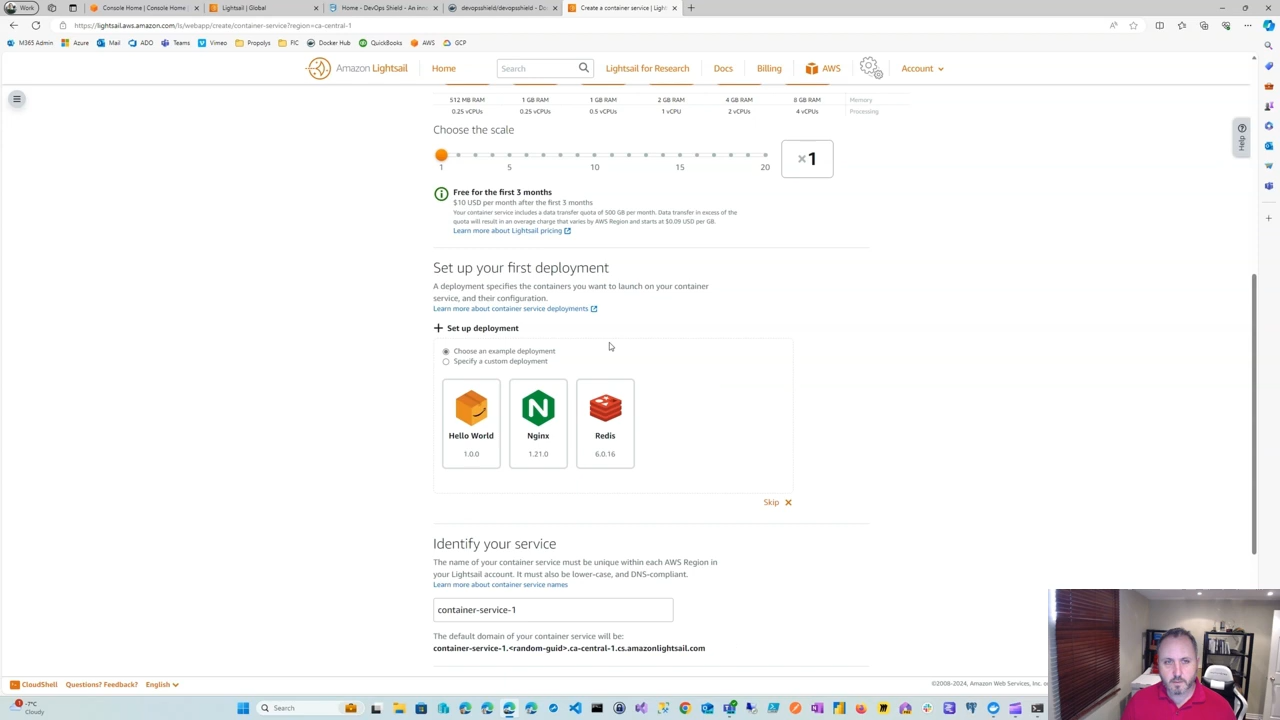 Work
Console Home | Console Home
Lightsail | Global
Home - DevOps Shield - An inn
devopsshield/devopsshield - Do
Create a container service | Ligh
https://lightsail.aws.amazon.com/ls/webapp/create/container-service?region=ca-central-1
M365 Admin
Azure
Mail
ADO
Teams
Vimeo
Propolys
FIC
Docker Hub
QuickBooks
AWS
GCP
Amazon Lightsail
Home
Search
Lightsail for Research
Docs
Billing
AWS
Account
512 MB RAM 1 GB RAM 1 GB RAM 2 GB RAM 4 GB RAM 8 GB RAM Memory
0.25 vCPUs 0.25 vCPUs 0.5 vCPUs 1 vCPU 2 vCPUs 4 vCPUs Processing
Help
Choose the scale
×1
1 5 10 15 20
Free for the first 3 months
$10 USD per month after the first 3 months
Your container service includes a data transfer quota of 500 GB per month. Data transfer in excess of the
quota will result in an average charge that varies by AWS Region and starts at $0.09 USD per GB.
Learn more about Lightsail pricing
Set up your first deployment
A deployment specifies the containers you want to launch on your container
service, and their configuration.
Learn more about container service deployments
Set up deployment
Choose an example deployment
Specify a custom deployment
Hello World Nginx Redis
1.0.0 1.21.0 6.0.16
Skip
Identify your service
The name of your container service must be unique within each AWS Region in
your Lightsail account. It must also be lower-case, and DNS-compliant.
Learn more about container service names
container-service-1
The default domain of your container service will be:
container-service-1.<random-guid>.ca-central-1.cs.amazonlightsail.com
CloudShell
Questions? Feedback?
English
©2008-2024, Amazon Web Services, Inc. or
-7°C
Cloudy
Search